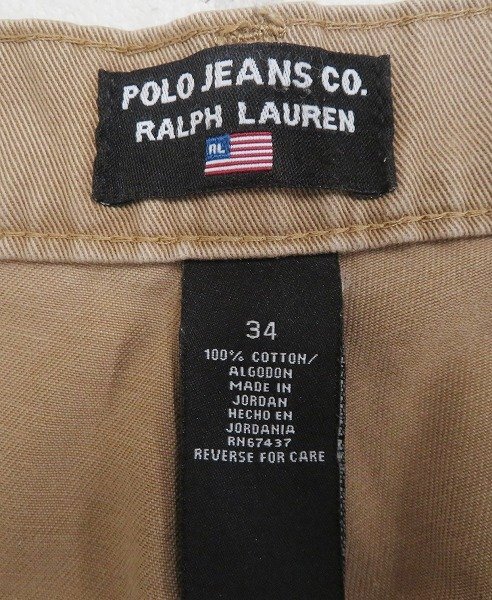 POLO JEANS CO.
RALPH LAUREN
RL
34
100% COTTON/
ALGODON
MADE IN
JORDAN
HECHO EN
JORDANIA
RN67437
REVERSE FOR CARE